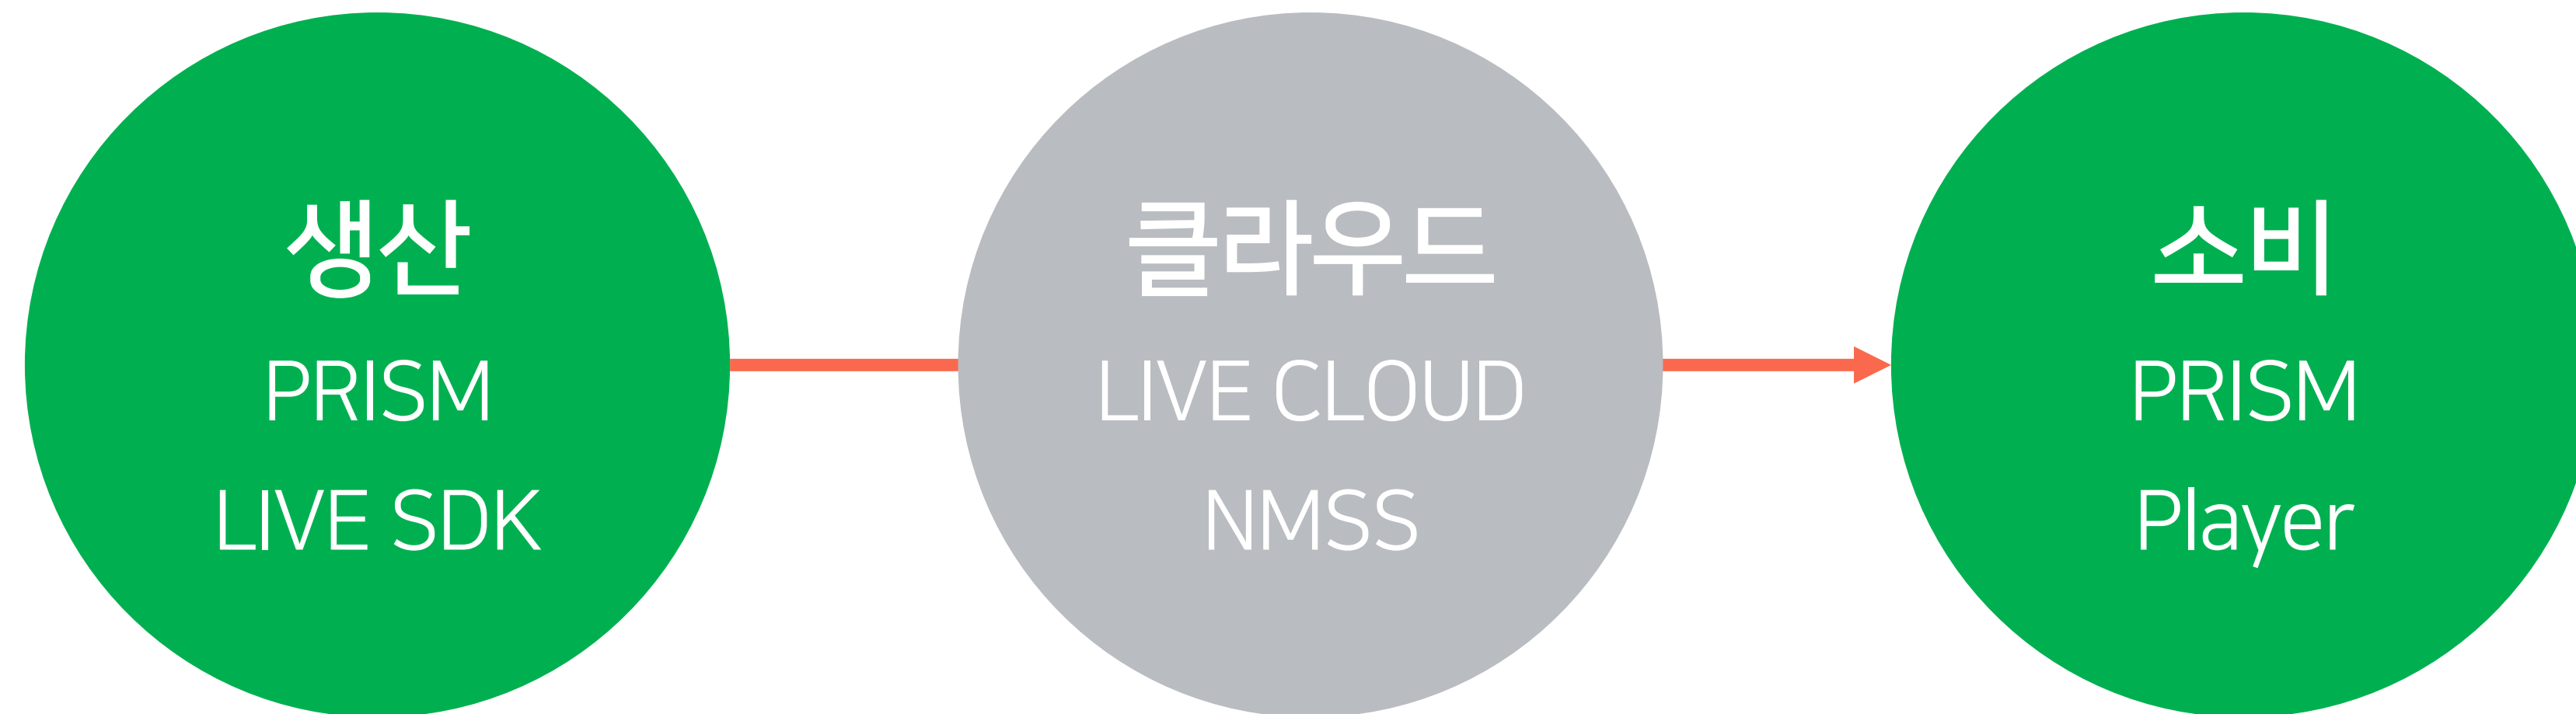 생산
PRISM
LIVE SDK
클라우드
LIVE CLOUD
NMSS
소비
PRISM
Player